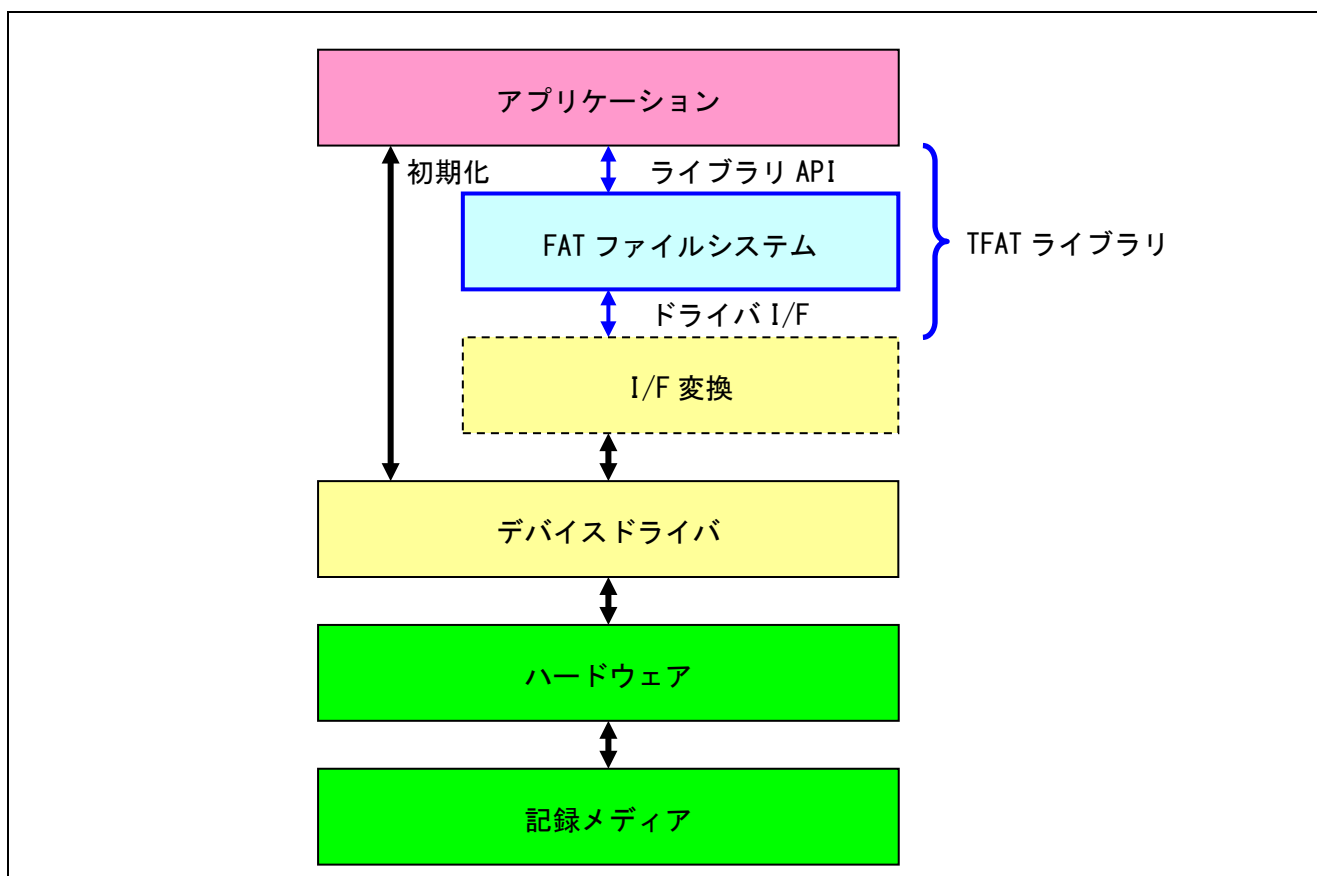 アプリケーション
初期化
ライブラリ API
FAT ファイルシステム
TFAT ライブラリ
ドライバ I/F
I/F 変換
デバイスドライバ
ハードウェア
記録メディア